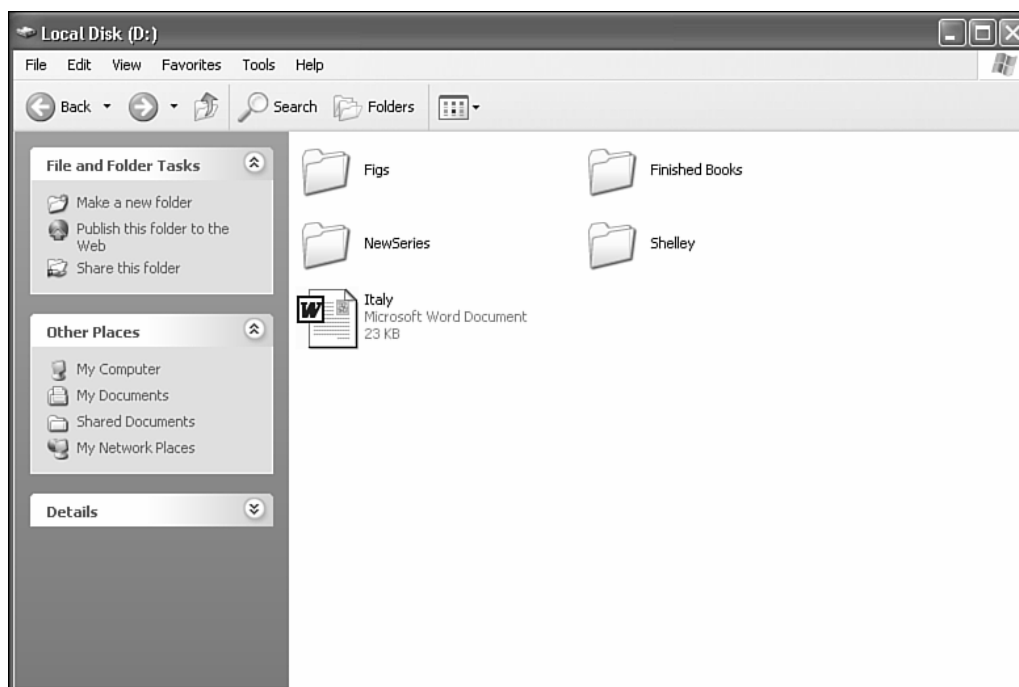 Local Disk (D:)
File Edit View Favorites Tools Help
Back Search Folders
File and Folder Tasks
Make a new folder
Publish this folder to the
Web
Share this folder
Other Places
My Computer
My Documents
Shared Documents
My Network Places
Details
Figs
Finished Books
NewSeries
Shelley
W
Italy
Microsoft Word Document
23 KB